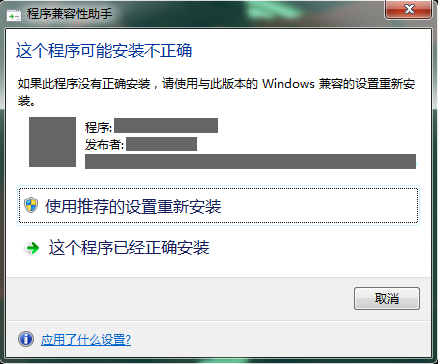 程序兼容性助手
这个程序可能安装不正确
如果此程序没有正确安装，请使用与此版本的 Windows 兼容的设置重新安
装。
程序:
发布者:
使用推荐的设置重新安装
这个程序已经正确安装
取消
应用了什么设置?